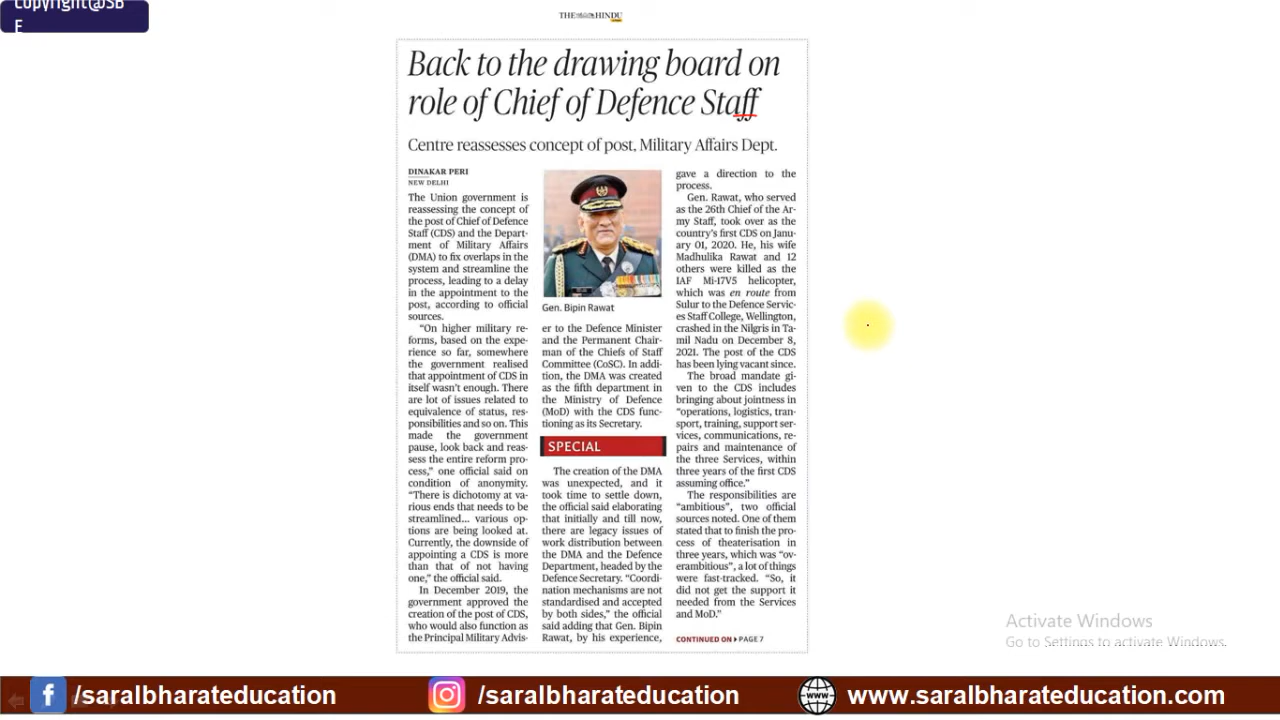 Copyright@SB
E
THE HINDU
Back to the drawing board on
role of Chief of Defence Staff
Centre reassesses concept of post, Military Affairs Dept.
DINAKAR PERI
NEW DELHI
The Union government is
reassessing the concept of
the post of Chief of Defence
Staff (CDS) and the Depart-
ment of Military Affairs
(DMA) to fix overlaps in the
system and streamline the
process, leading to a delay
in the appointment to the
post, according to official
sources.
“On higher military re-
forms, based on the expe-
rience so far, somewhere
the government realised
that appointment of CDS in
itself wasn’t enough. There
are lot of issues related to
equivalence of status, res-
ponsibilities and so on. This
made the government
pause, look back and reas-
sess the entire reform pro-
cess,” one official said on
condition of anonymity.
“There is dichotomy at va-
rious ends that needs to be
streamlined... various op-
tions are being looked at.
Currently, the downside of
appointing a CDS is more
than that of not having
one,” the official said.
In December 2019, the
government approved the
creation of the post of CDS,
who would also function as
the Principal Military Advis-
Gen. Bipin Rawat
er to the Defence Minister
and the Permanent Chair-
man of the Chiefs of Staff
Committee (CoSC). In addi-
tion, the DMA was created
as the fifth department in
the Ministry of Defence
(MoD) with the CDS func-
tioning as its Secretary.
SPECIAL
The creation of the DMA
was unexpected, and it
took time to settle down,
the official said elaborating
that initially and till now,
there are legacy issues of
work distribution between
the DMA and the Defence
Department, headed by the
Defence Secretary. “Coordi-
nation mechanisms are not
standardised and accepted
by both sides,” the official
said adding that Gen. Bipin
Rawat, by his experience,
gave a direction to the
process.
Gen. Rawat, who served
as the 26th Chief of the Ar-
my Staff, took over as the
country’s first CDS on Janu-
ary 01, 2020. He, his wife
Madhulika Rawat and 12
others were killed as the
IAF Mi-17V5 helicopter,
which was en route from
Sulur to the Defence Servic-
es Staff College, Wellington,
crashed in the Nilgris in Ta-
mil Nadu on December 8,
2021. The post of the CDS
has been lying vacant since.
The broad mandate gi-
ven to the CDS includes
bringing about jointness in
“operations, logistics, tran-
sport, training, support ser-
vices, communications, re-
pairs and maintenance of
the three Services, within
three years of the first CDS
assuming office.”
The responsibilities are
“ambitious”, two official
sources noted. One of them
stated that to finish the pro-
cess of theaterisation in
three years, which was “ov-
erambitious”, a lot of things
were fast-tracked. “So, it
did not get the support it
needed from the Services
and MoD.”
CONTINUED ON PAGE 7
Activate Windows
Go to Settings to activate Windows.
/saralbharateducation
/saralbharateducation
WWW
www.saralbharateducation.com